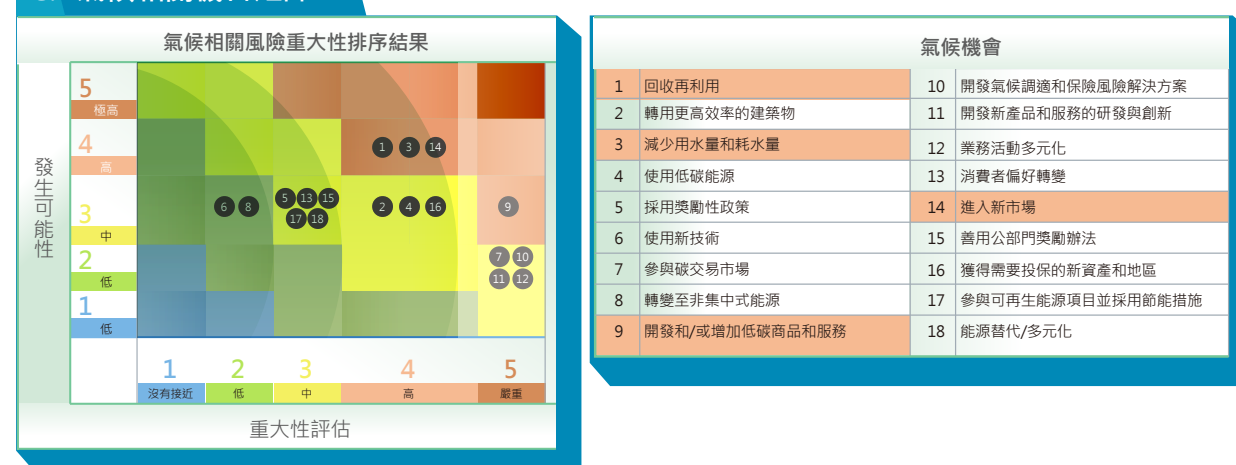 氣候相關風險重大性排序結果
發生可能性
5
極高
4
高
3
中
2
低
1
低
1 3 14
6 8
5 13 15
17 18
2 4 16
9
7 10
11 12
1 2 3 4 5
沒有接近 低 中 高 嚴重
重大性評估
氣候機會
1 回收再利用 10 開發氣候調適和保險風險解決方案
2 轉用更高效率的建築物 11 開發新產品和服務的研發與創新
3 減少用水量和耗水量 12 業務活動多元化
4 使用低碳能源 13 消費者偏好轉變
5 採用獎勵性政策 14 進入新市場
6 使用新技術 15 善用公部門獎勵辦法
7 參與碳交易市場 16 獲得需要投保的新資產和地區
8 轉變至非集中式能源 17 參與可再生能源項目並採用節能措施
9 開發和/或增加低碳商品和服務 18 能源替代/多元化